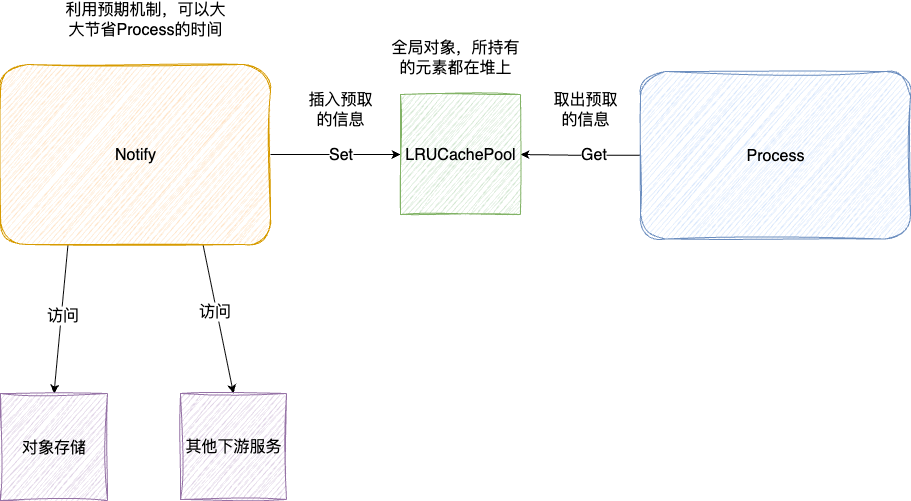 利用预期机制，可以大
大节省Process的时间
全局对象，所持有
的元素都在堆上
插入预取
的信息
取出预取
的信息
Notify
Set
LRUCachePool
Get
Process
访问
访问
对象存储
其他下游服务